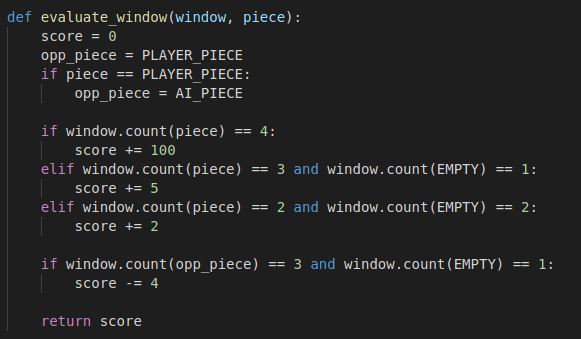 def evaluate_window(window, piece):
    score = 0
    opp_piece = PLAYER_PIECE
    if piece == PLAYER_PIECE:
        opp_piece = AI_PIECE

    if window.count(piece) == 4:
        score += 100
    elif window.count(piece) == 3 and window.count(EMPTY) == 1:
        score += 5
    elif window.count(piece) == 2 and window.count(EMPTY) == 2:
        score += 2

    if window.count(opp_piece) == 3 and window.count(EMPTY) == 1:
        score -= 4

    return score